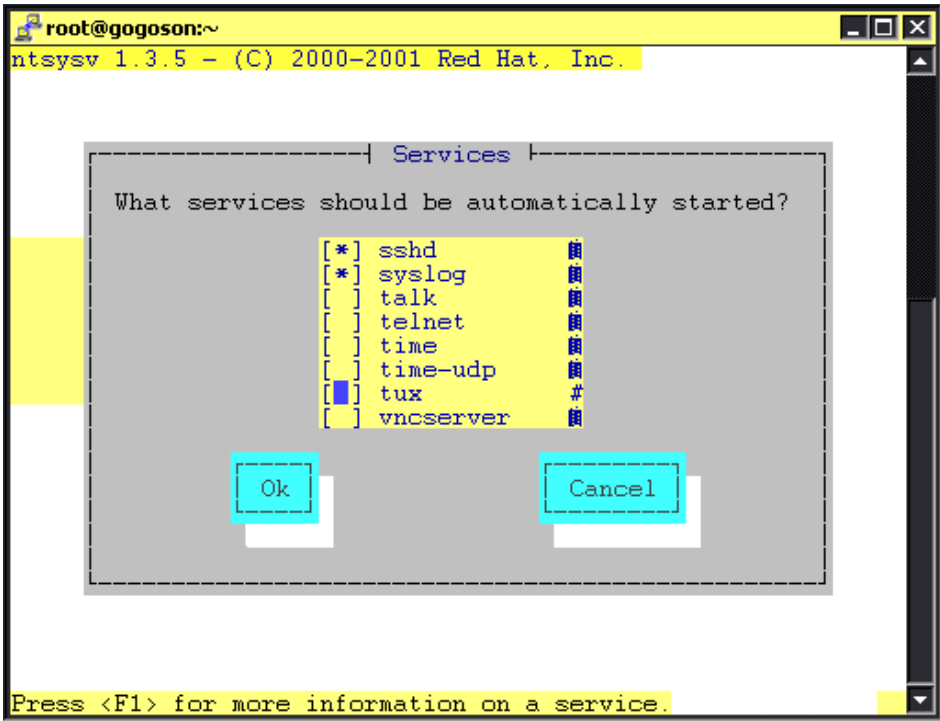 root@gogoson:~
ntsysv 1.3.5 - (C) 2000-2001 Red Hat, Inc.
Services
What services should be automatically started?
[*] sshd
[*] syslog
[ ] talk
[ ] telnet
[ ] time
[ ] time-udp
[ ] tux #
[ ] vncserver
Ok Cancel
Press <F1> for more information on a service.